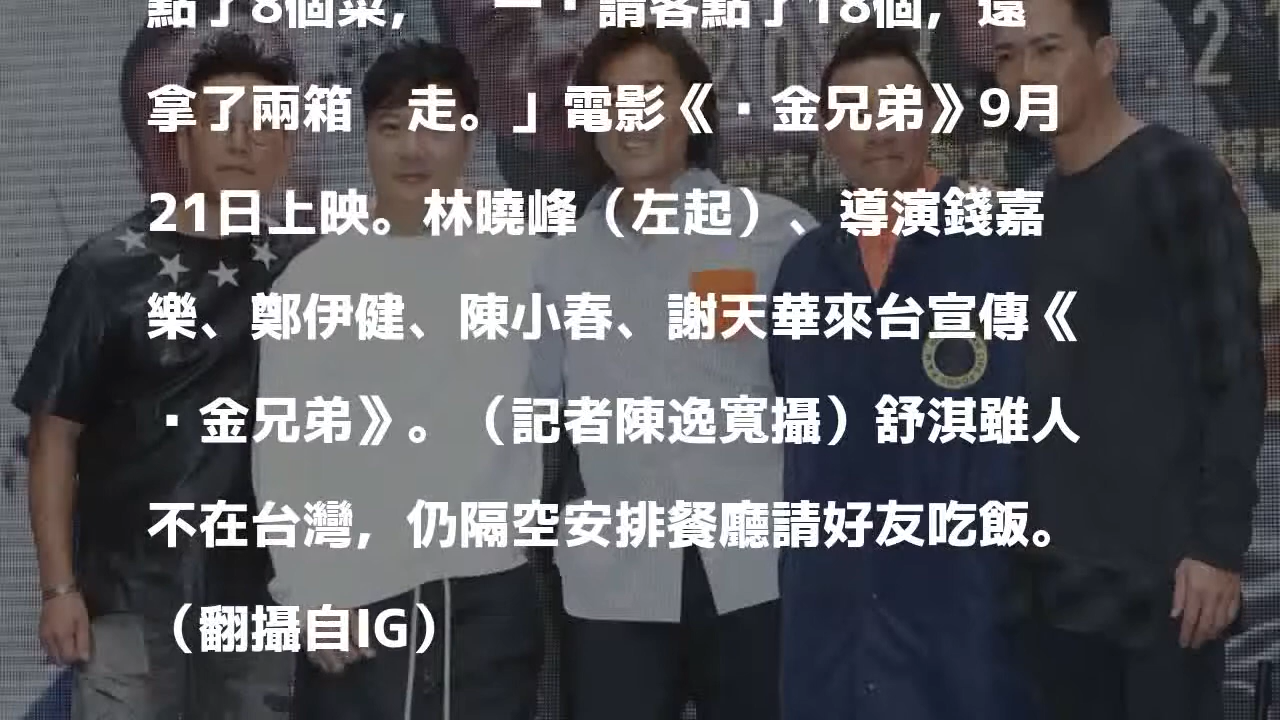 點了8個菜, 一·請客點了18個, 還
拿了兩箱 走。」電影《·金兄弟》9月
21日上映。林曉峰（左起）、導演錢嘉
樂、鄭伊健、陳小春、謝天華來台宣傳《
·金兄弟》。（記者陳逸寬攝）舒淇雖人
不在台灣，仍隔空安排餐廳請好友吃飯。
（翻攝自IG）